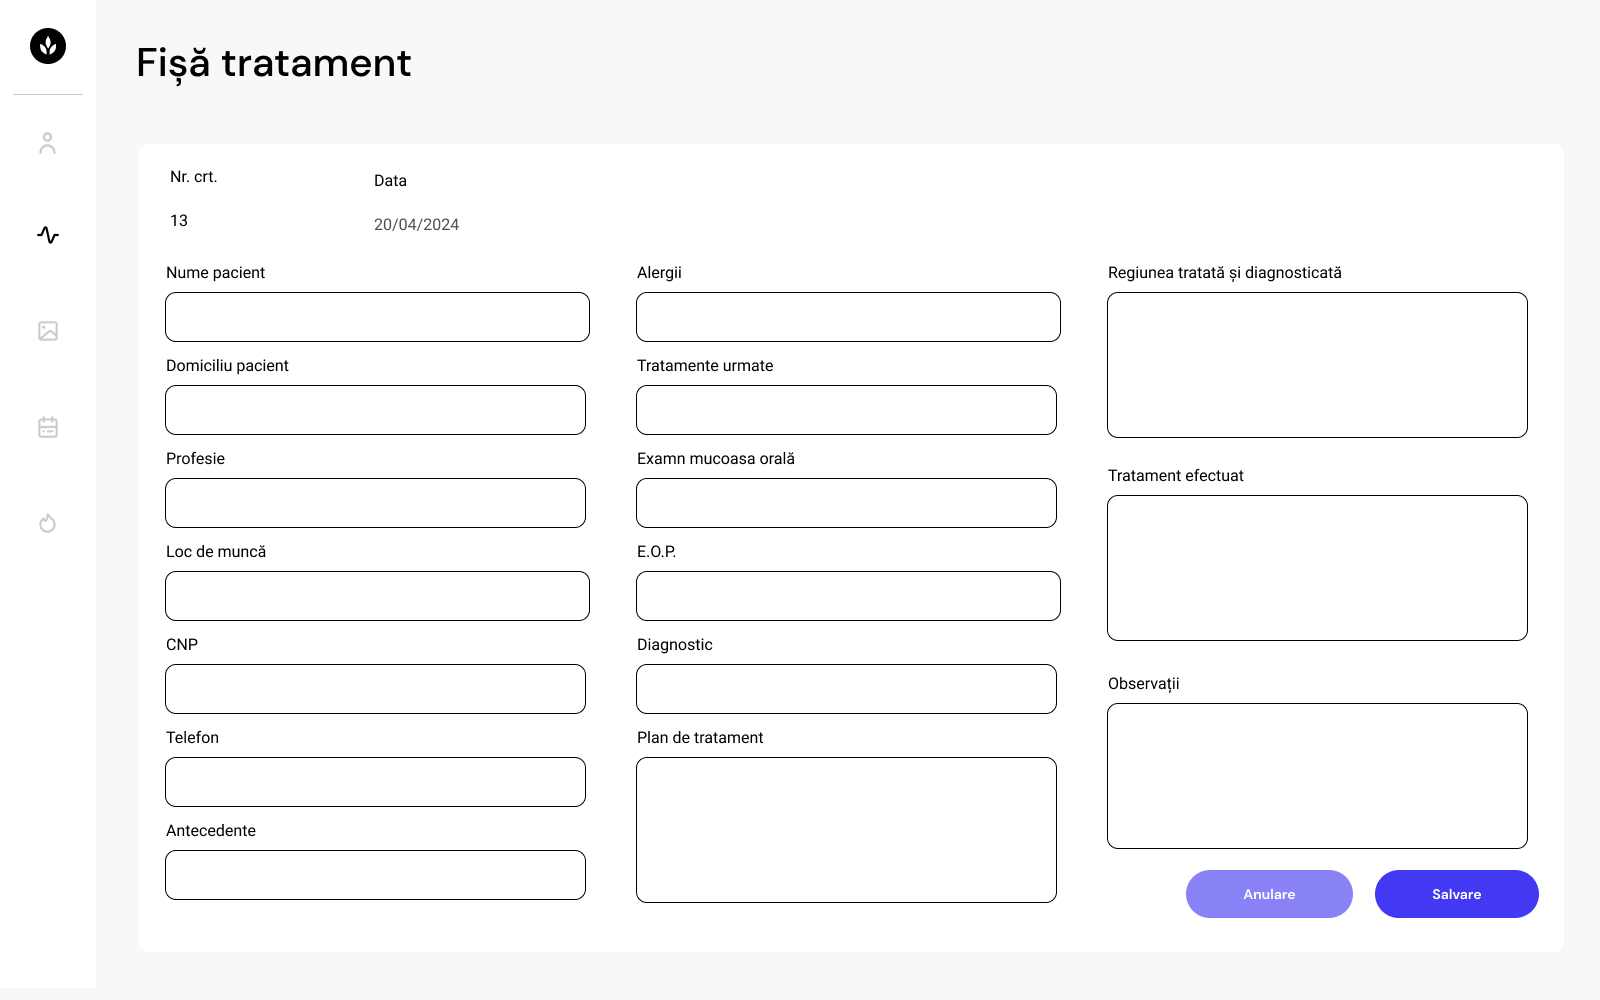 Fișă tratament
Nr. crt.
Data
13
20/04/2024
Nume pacient
Domiciliu pacient
Profesie
Loc de muncă
CNP
Telefon
Antecedente
Alergii
Tratamente urmate
Examn mucoasa orală
E.O.P.
Diagnostic
Plan de tratament
Regiunea tratată și diagnosticată
Tratament efectuat
Observații
Anulare
Salvare